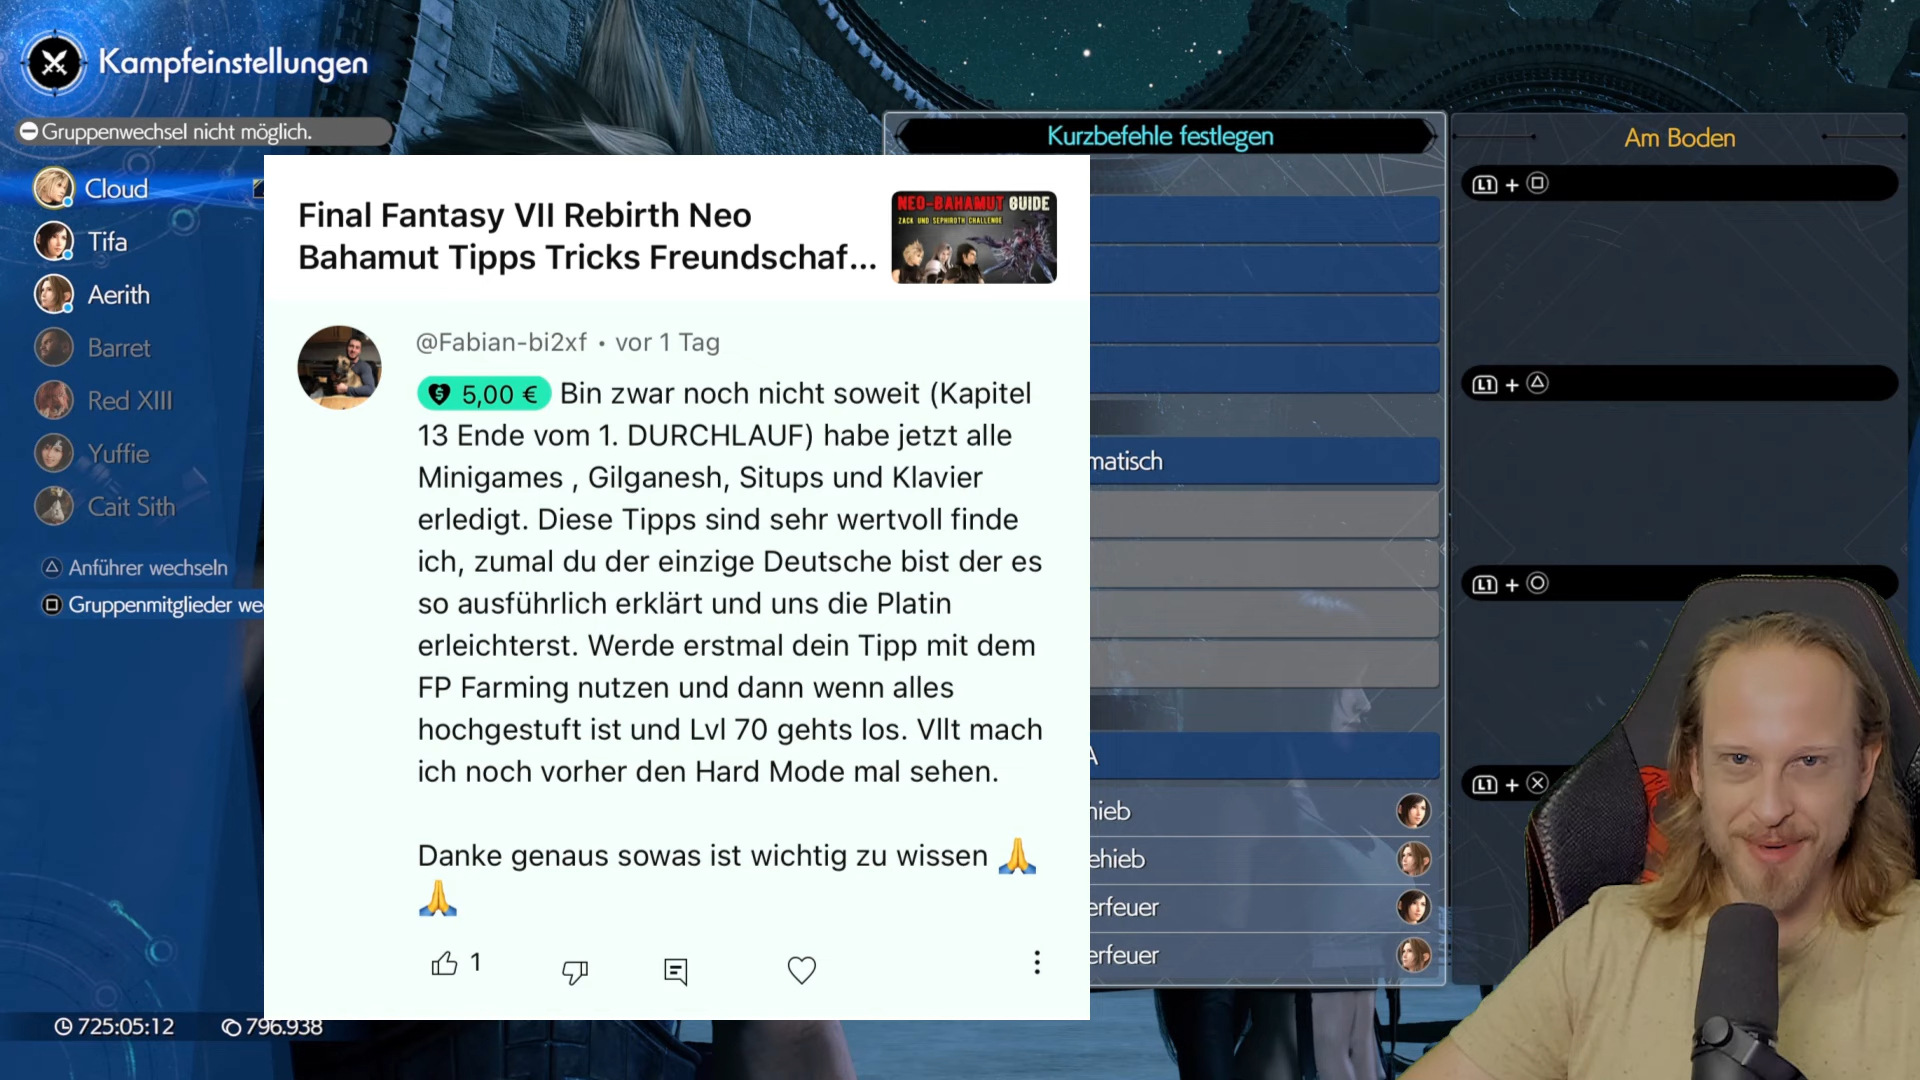 Kampfeinstellungen
Gruppenwechsel nicht möglich.
Cloud
Tifa
Aerith
Barret
Red XIII
Yuffie
Cait Sith
Anführer wechseln
Gruppenmitglieder we
725:05:12 796.938
Final Fantasy VII Rebirth Neo
Bahamut Tipps Tricks Freundschaf...
NEO-BAHAMUT GUIDE
ZACK UND SEPHIROTH CHALLENGE
@Fabian-bi2xf • vor 1 Tag
5,00 € Bin zwar noch nicht soweit (Kapitel
13 Ende vom 1. DURCHLAUF) habe jetzt alle
Minigames , Gilganesh, Situps und Klavier
erledigt. Diese Tipps sind sehr wertvoll finde
ich, zumal du der einzige Deutsche bist der es
so ausführlich erklärt und uns die Platin
erleichterst. Werde erstmal dein Tipp mit dem
FP Farming nutzen und dann wenn alles
hochgestuft ist und Lvl 70 gehts los. Vllt mach
ich noch vorher den Hard Mode mal sehen.
Danke genaus sowas ist wichtig zu wissen 🙏
🙏
1
Kurzbefehle festlegen
matisch
A
hieb
ehieb
erfeuer
erfeuer
Am Boden
L1 + □
L1 + △
L1 + ○
L1 + ✕